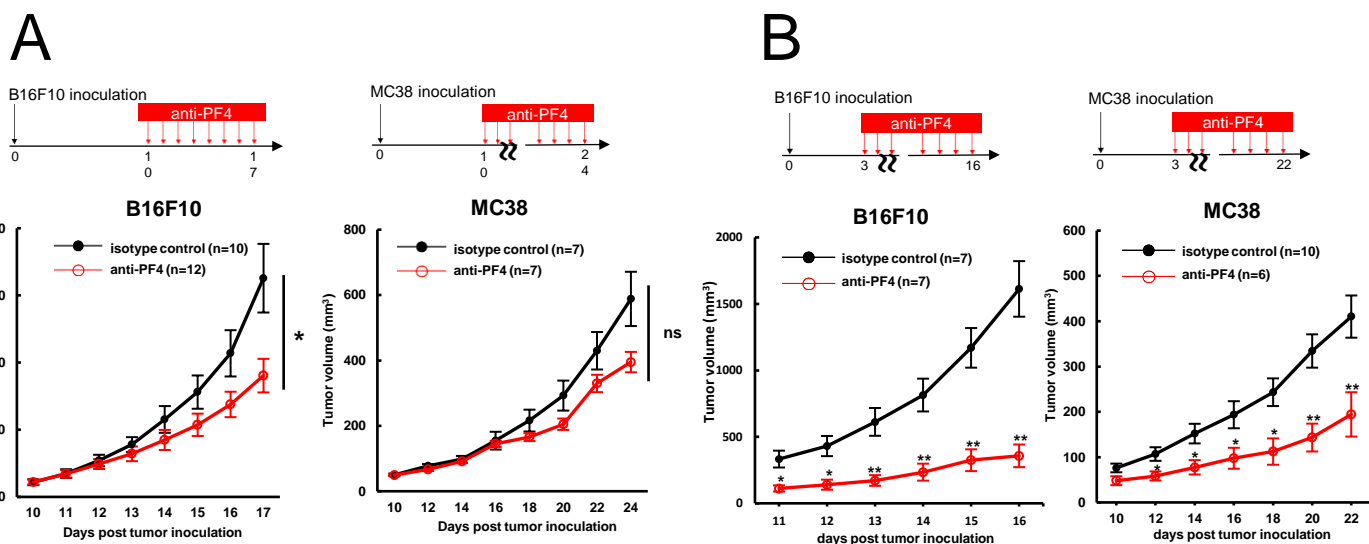 A
B16F10 inoculation
anti-PF4
0
1
0
1
7
MC38 inoculation
anti-PF4
0
1
0
2
4
B16F10
isotype control (n=10)
anti-PF4 (n=12)
*
0
0
0
0
0
10 11 12 13 14 15 16 17
Days post tumor inoculation
MC38
isotype control (n=7)
anti-PF4 (n=7)
ns
Tumor volume (mm³)
800
600
400
200
0
10 12 14 16 18 20 22 24
Days post tumor inoculation
B
B16F10 inoculation
anti-PF4
0
3
16
MC38 inoculation
anti-PF4
0
3
22
B16F10
isotype control (n=7)
anti-PF4 (n=7)
Tumor volume (mm³)
2000
1500
1000
500
0
* * ** ** ** **
11 12 13 14 15 16
days post tumor inoculation
MC38
isotype control (n=10)
anti-PF4 (n=6)
Tumor volume (mm³)
600
500
400
300
200
100
0
* * * * ** **
10 12 14 16 18 20 22
days post tumor inoculation